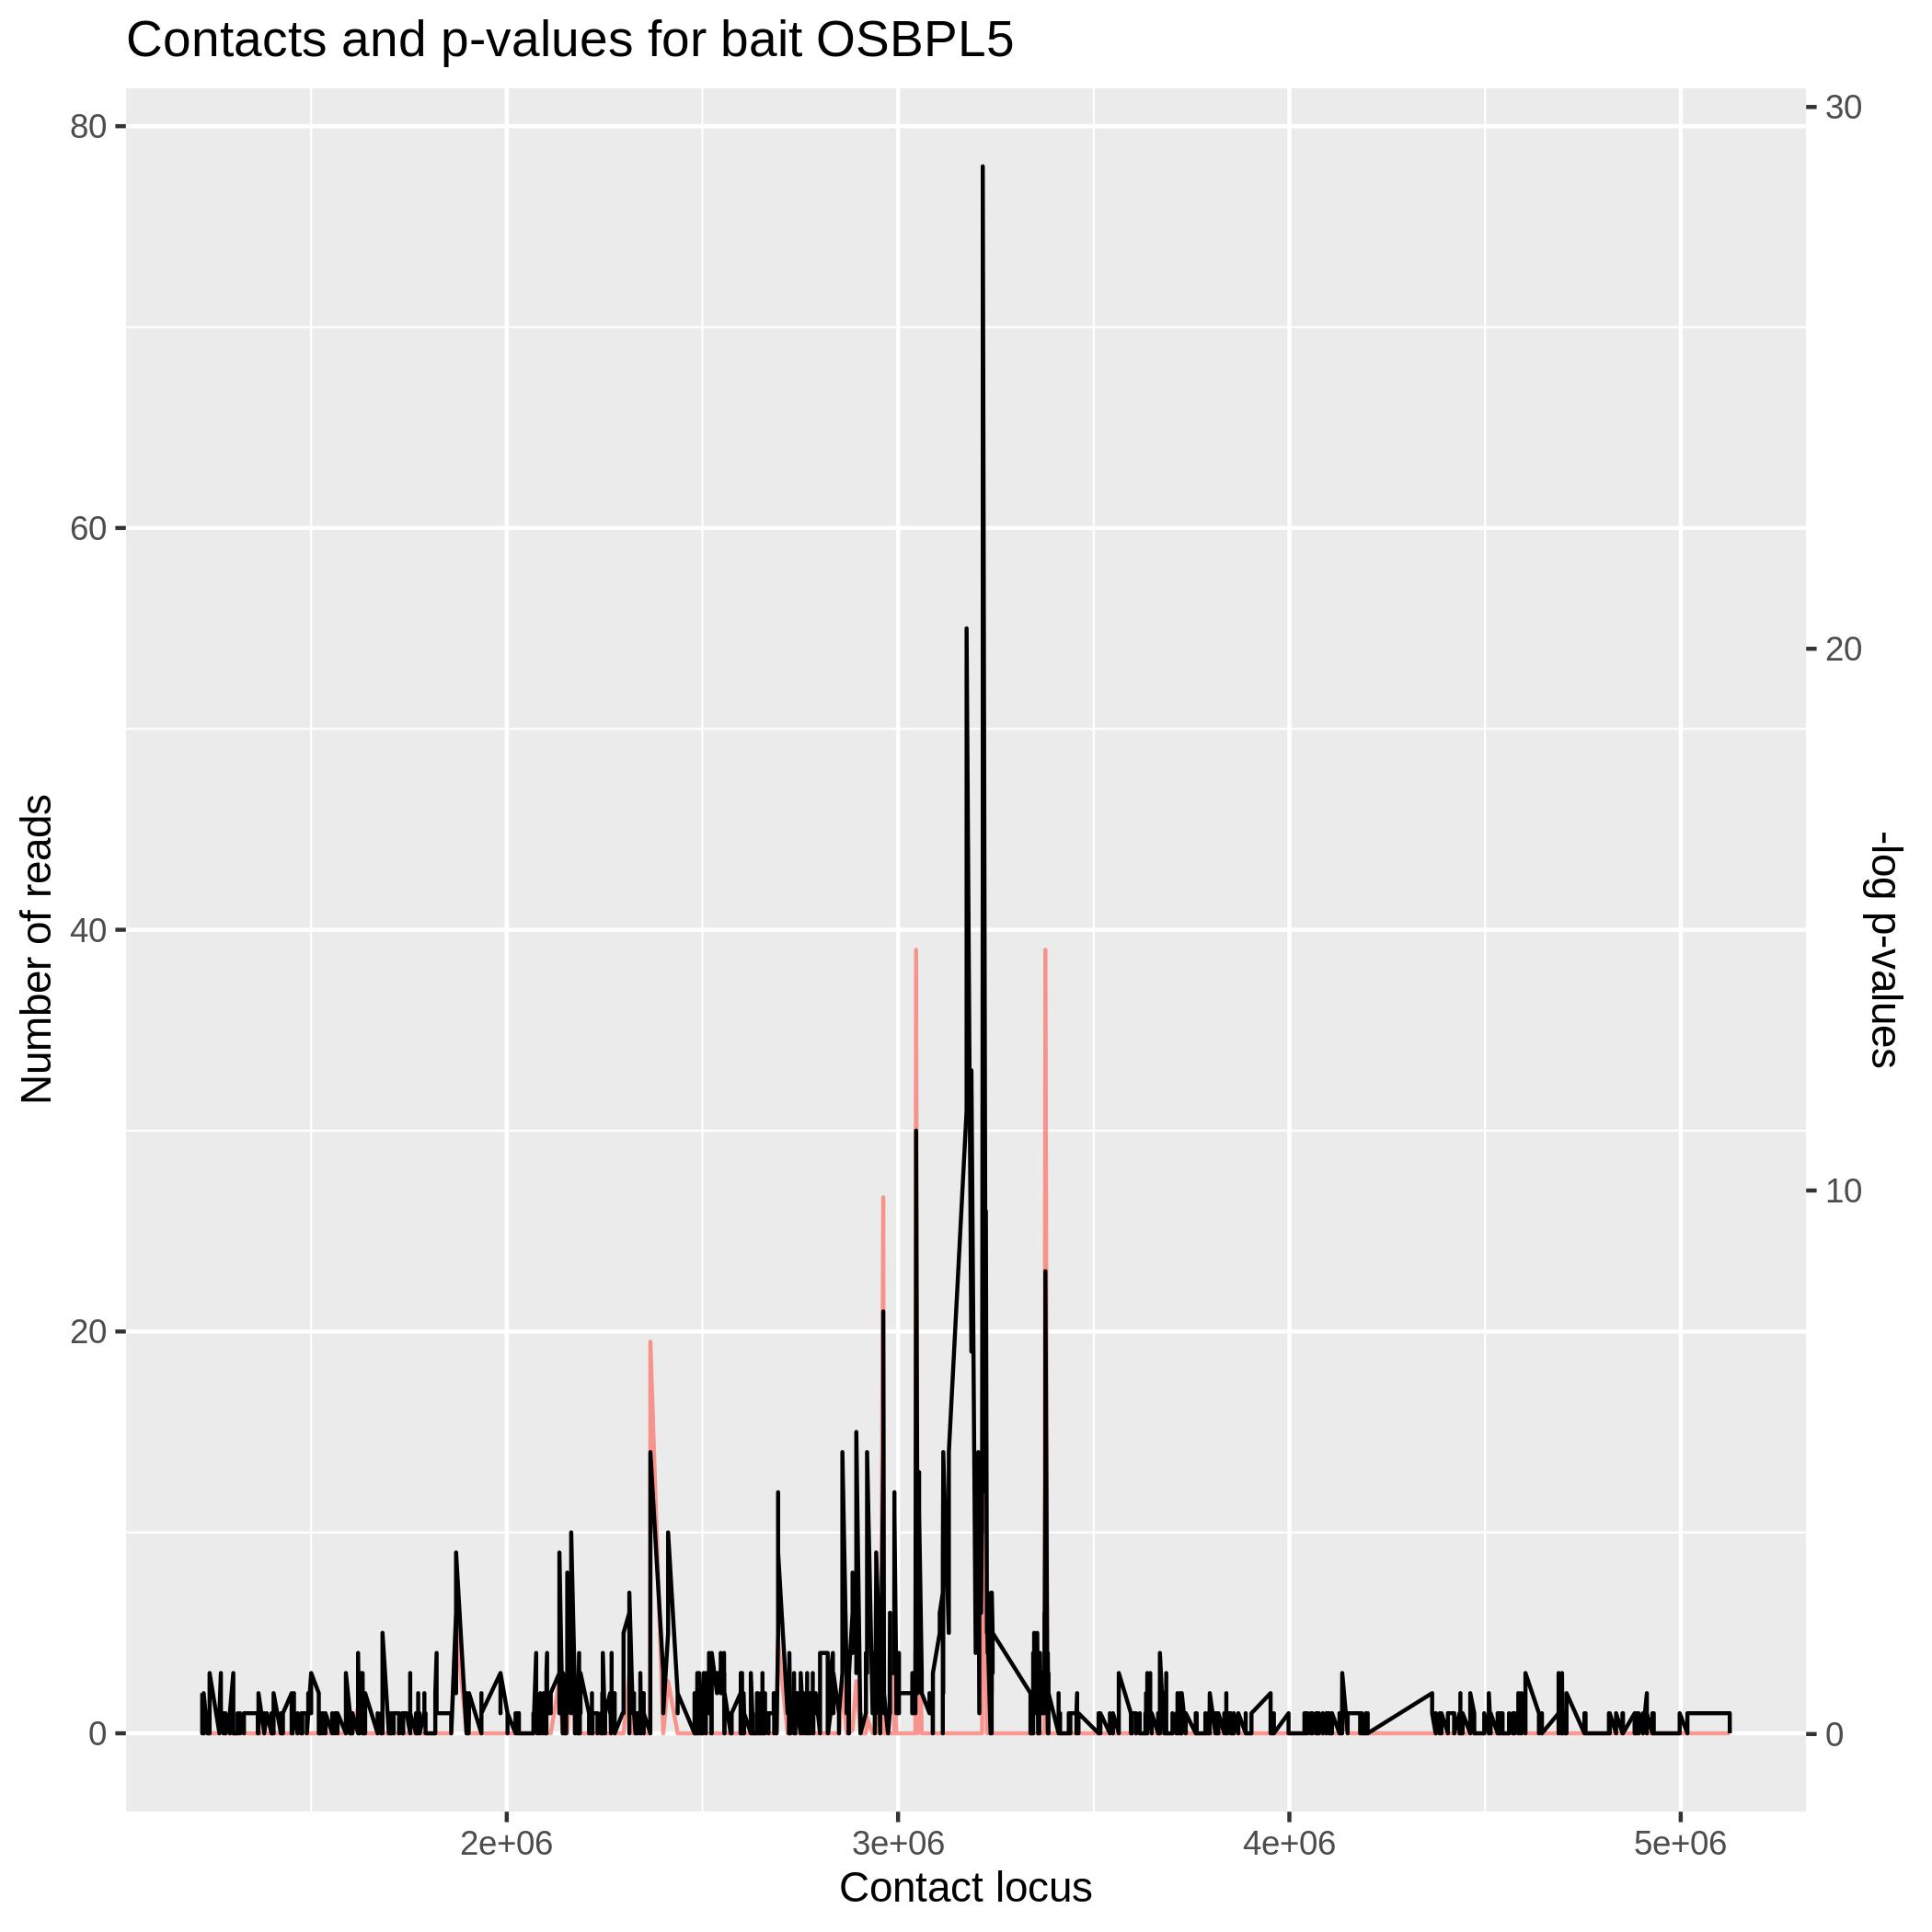 Contacts and p-values for bait OSBPL5
80
60
40
20
0
30
20
10
0
Number of reads
-log p-values
2e+06
3e+06
4e+06
5e+06
Contact locus